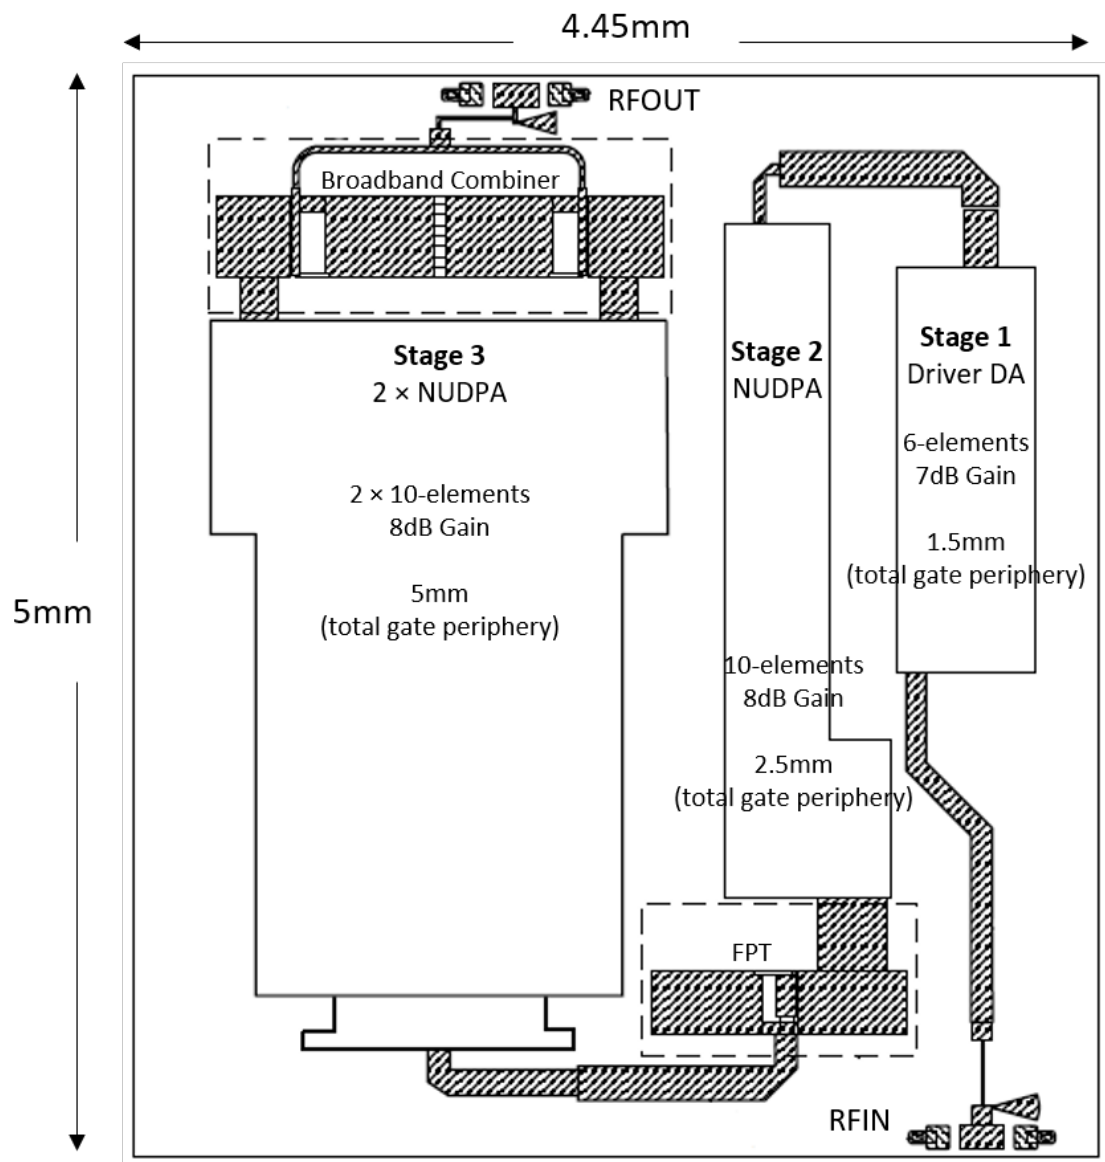 4.45mm
RFOUT
Broadband Combiner
Stage 3
2 × NUDPA
2 × 10-elements
8dB Gain
5mm
(total gate periphery)
Stage 2
NUDPA
10-elements
8dB Gain
2.5mm
(total gate periphery)
Stage 1
Driver DA
6-elements
7dB Gain
1.5mm
(total gate periphery)
5mm
FPT
RFIN